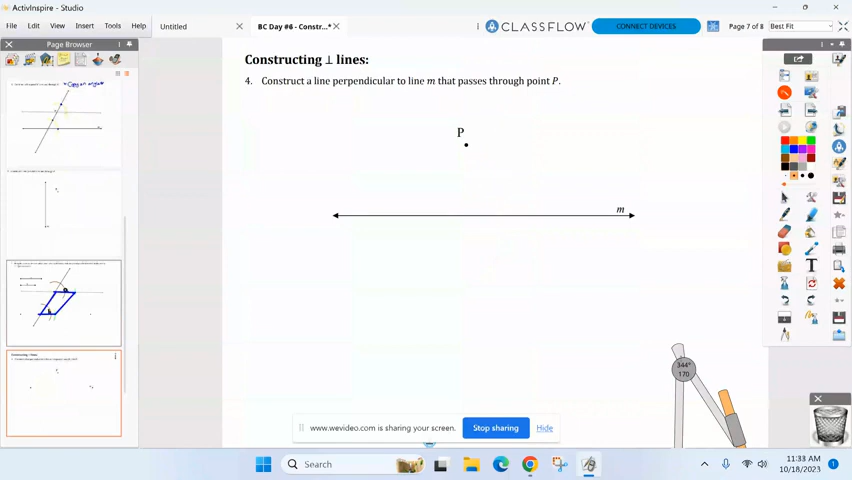 ActivInspire - Studio
File Edit View Insert Tools Help
Untitled
BC Day #6 - Constr...*
CLASSFLOW
CONNECT DEVICES
Page 7 of 8
Best Fit
Page Browser
Constructing ⊥ lines:
4. Construct a line perpendicular to line m that passes through point P.
P
m
344°
170
T
www.wevideo.com is sharing your screen.
Stop sharing
Hide
Search
11:33 AM
10/18/2023